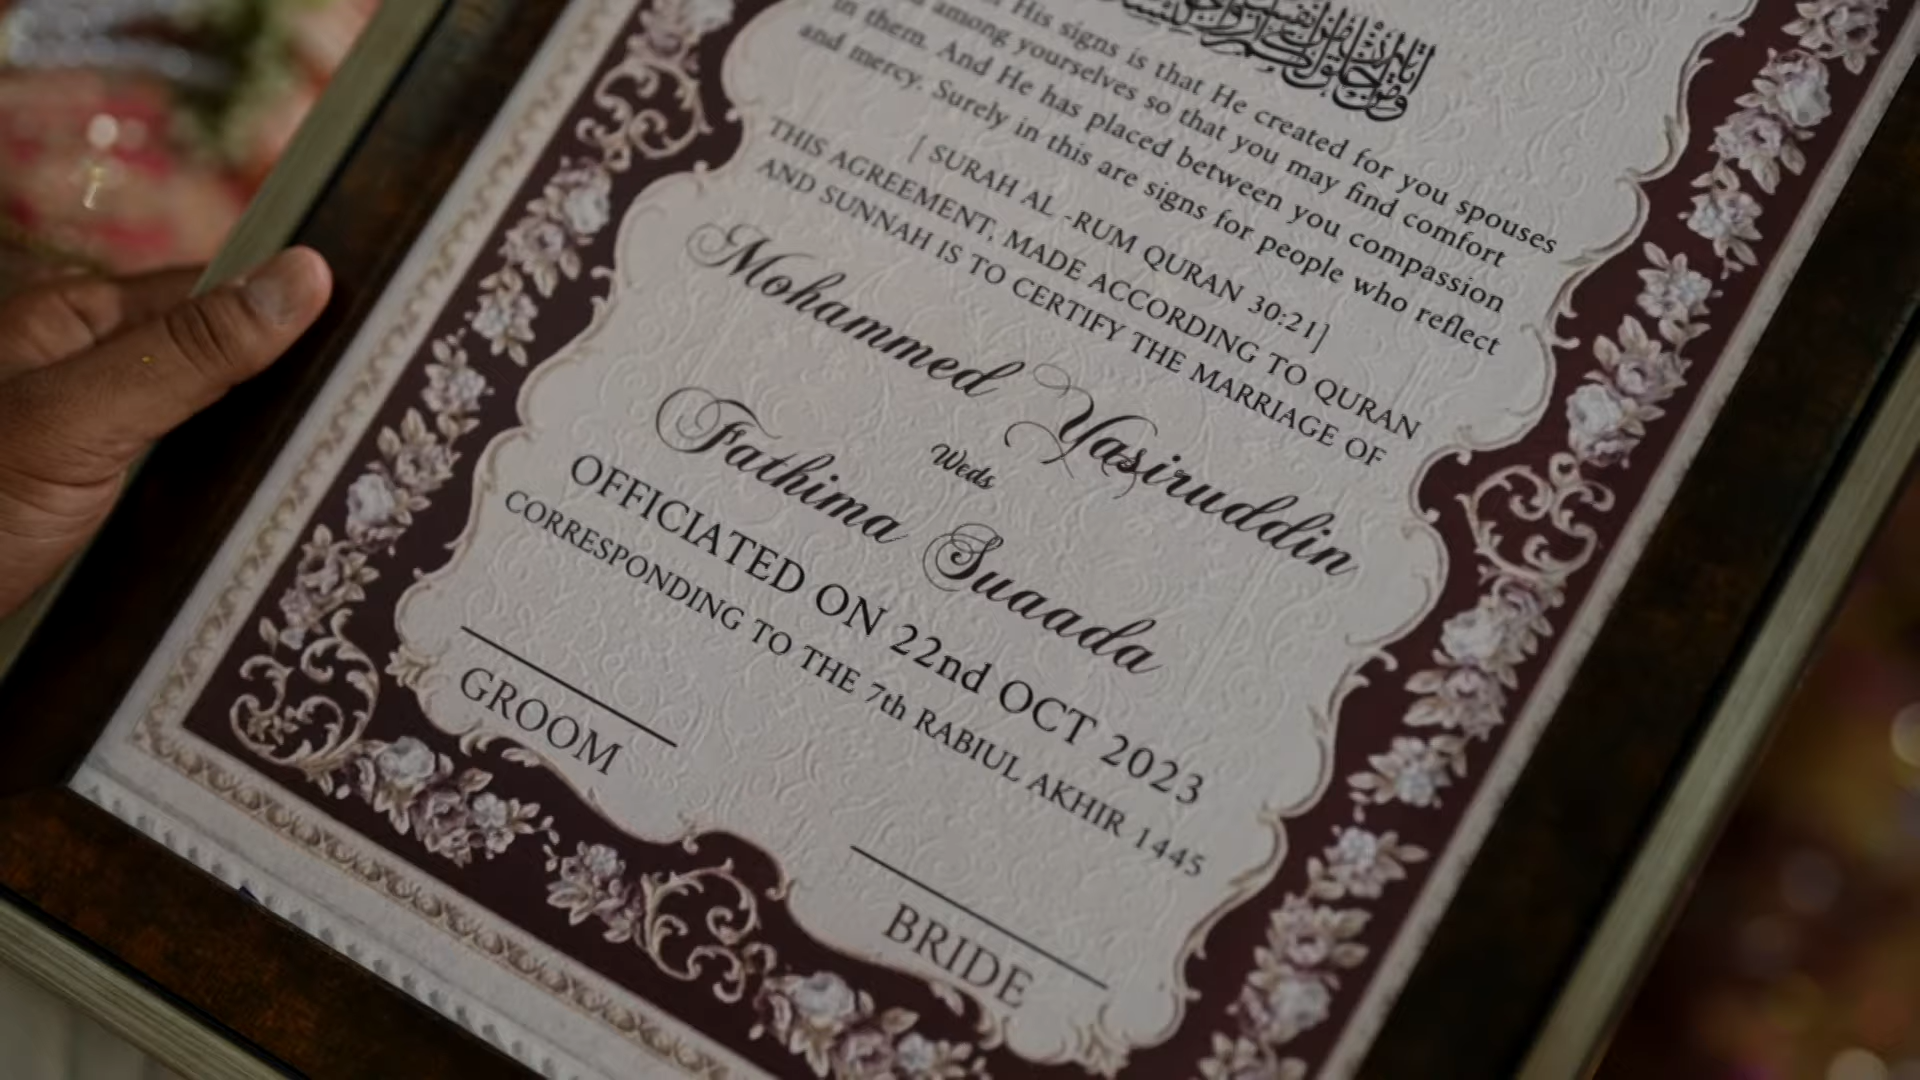 His signs is that He created for you spouses
among yourselves so that you may find comfort
in them. And He has placed between you compassion
and mercy. Surely in this are signs for people who reflect
[ SURAH AL -RUM QURAN 30:21]
THIS AGREEMENT, MADE ACCORDING TO QURAN
AND SUNNAH IS TO CERTIFY THE MARRIAGE OF
Mohammed Yasiruddin
Weds
Fathima Suaada
OFFICIATED ON 22nd OCT 2023
CORRESPONDING TO THE 7th RABIUL AKHIR 1445
GROOM
BRIDE